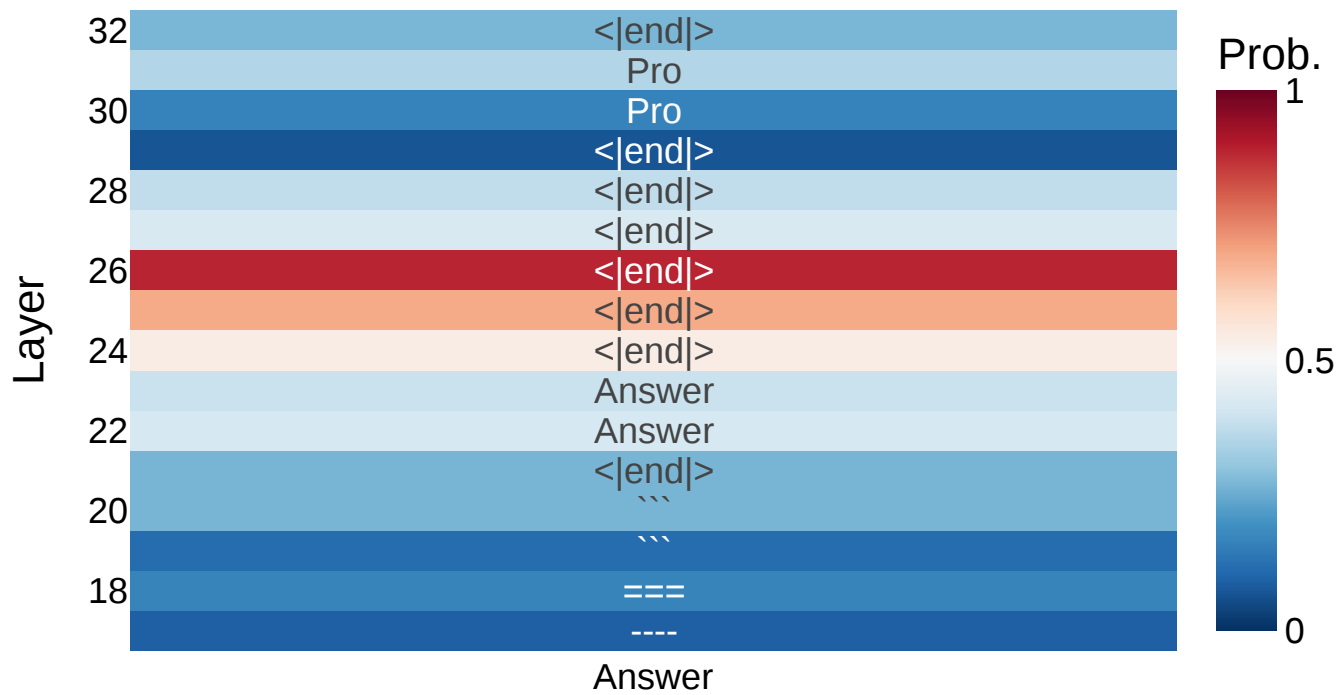 Prob.
32 <|end|>
Pro
30 Pro
<|end|>
28 <|end|>
<|end|>
26 <|end|>
<|end|>
24 <|end|>
Answer
22 Answer
<|end|>
20 ```
```
18 ===
----
Answer
Layer
1
0.5
0